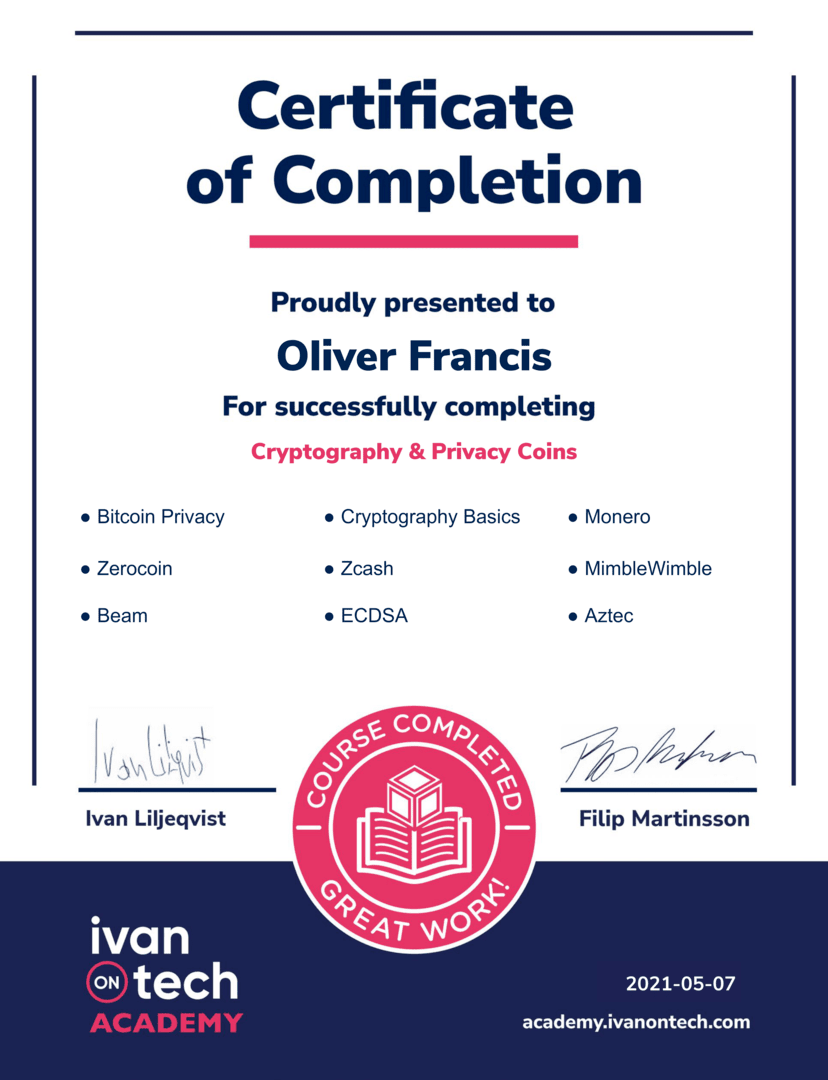 Certificate
of Completion
Proudly presented to
Oliver Francis
For successfully completing
Cryptography & Privacy Coins
● Bitcoin Privacy ● Cryptography Basics ● Monero
● Zerocoin ● Zcash ● MimbleWimble
● Beam ● ECDSA ● Aztec
Ivan Liljeqvist
COURSE COMPLETED
GREAT WORK!
Ivan Liljeqvist
Filip Martinsson
ivan
ON tech
ACADEMY
2021-05-07
academy.ivanontech.com